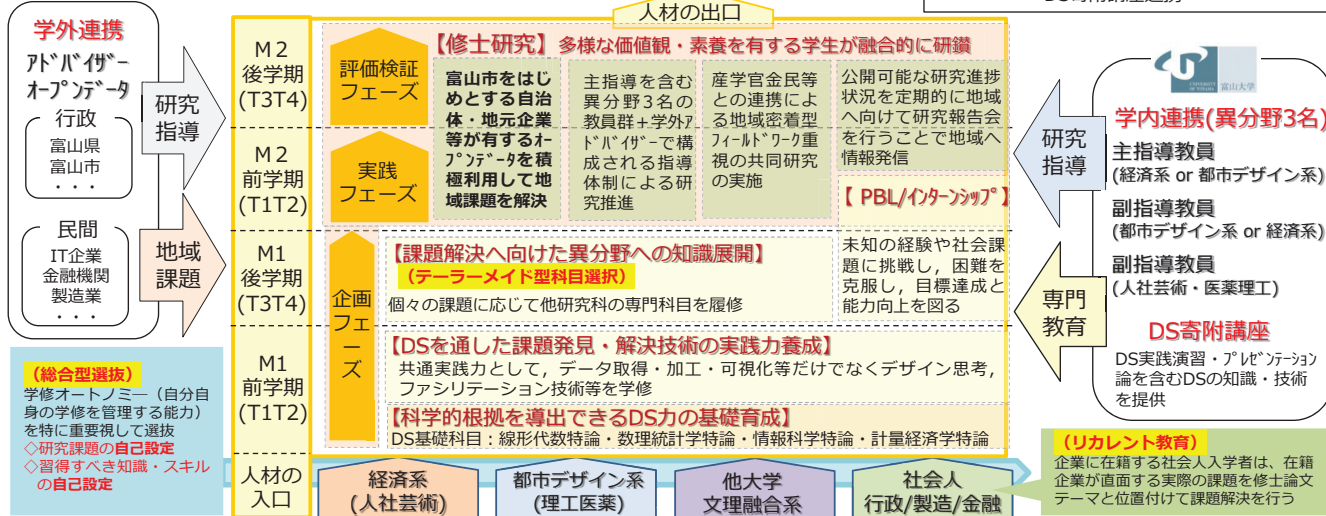 人材の出口
学外連携
アドバイザー
オープンデータ
行政
富山県
富山市
・・・
民間
IT企業
金融機関
製造業
・・・
研究
指導
地域
課題
M2
後学期
(T3T4)
M2
前学期
(T1T2)
M1
後学期
(T3T4)
M1
前学期
(T1T2)
人材の
入口
評価検証
フェーズ
実践
フェーズ
企画
フェ
ー
ズ
【修士研究】多様な価値観・素養を有する学生が融合的に研鑽
富山市をはじ
めとする自治
体・地元企業
等が有するオー
プンデータを積
極利用して地
域課題を解決
主指導を含む
異分野3名の
教員群+学外ア
ドバイザーで構
成される指導
体制による研
究推進
産学官金民等
との連携によ
る地域密着型
フィールドワーク重
視の共同研究
の実施
公開可能な研究進捗
状況を定期的に地域
へ向けて研究報告会
を行うことで地域へ
情報発信
【 PBL/インターンシップ 】
未知の経験や社会課
題に挑戦し，困難を
克服し，目標達成と
能力向上を図る
【課題解決へ向けた異分野への知識展開】
（テーラーメイド型科目選択）
個々の課題に応じて他研究科の専門科目を履修
【DSを通した課題発見・解決技術の実践力養成】
共通実践力として，データ取得・加工・可視化等だけでなくデザイン思考，
ファシリテーション技術等を学修
【科学的根拠を導出できるDS力の基礎育成】
DS基礎科目：線形代数特論・数理統計学特論・情報科学特論・計量経済学特論
経済系
(人社芸術)
都市デザイン系
(理工医薬)
他大学
文理融合系
社会人
行政/製造/金融
（総合型選抜）
学修オートノミー（自分自
身の学修を管理する能力）
を特に重要視して選抜
◇研究課題の自己設定
◇習得すべき知識・スキル
の自己設定
研究
指導
専門
教育
富山大学
学内連携(異分野3名)
主指導教員
(経済系 or 都市デザイン系)
副指導教員
(都市デザイン系 or 経済系)
副指導教員
(人社芸術・医薬理工)
DS寄附講座
DS実践演習・プレゼンテーション
論を含むDSの知識・技術
を提供
（リカレント教育）
企業に在籍する社会人入学者は、在籍
企業が直面する実際の課題を修士論文
テーマと位置付けて課題解決を行う